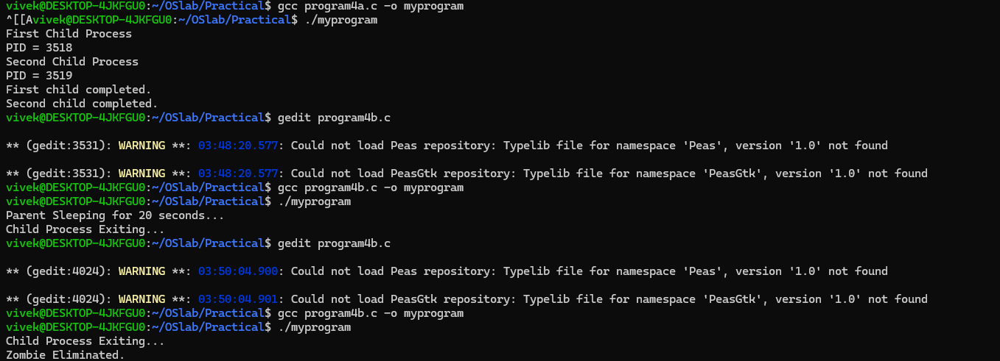 vivek@DESKTOP-4JKFGU0:~/OSlab/Practical$ gcc program4a.c -o myprogram
^[[Avivek@DESKTOP-4JKFGU0:~/OSlab/Practical$ ./myprogram
First Child Process
PID = 3518
Second Child Process
PID = 3519
First child completed.
Second child completed.
vivek@DESKTOP-4JKFGU0:~/OSlab/Practical$ gedit program4b.c
** (gedit:3531): WARNING **: 03:48:20.577: Could not load Peas repository: Typelib file for namespace 'Peas', version '1.0' not found
** (gedit:3531): WARNING **: 03:48:20.577: Could not load PeasGtk repository: Typelib file for namespace 'PeasGtk', version '1.0' not found
vivek@DESKTOP-4JKFGU0:~/OSlab/Practical$ gcc program4b.c -o myprogram
vivek@DESKTOP-4JKFGU0:~/OSlab/Practical$ ./myprogram
Parent Sleeping for 20 seconds...
Child Process Exiting...
vivek@DESKTOP-4JKFGU0:~/OSlab/Practical$ gedit program4b.c
** (gedit:4024): WARNING **: 03:50:04.900: Could not load Peas repository: Typelib file for namespace 'Peas', version '1.0' not found
** (gedit:4024): WARNING **: 03:50:04.901: Could not load PeasGtk repository: Typelib file for namespace 'PeasGtk', version '1.0' not found
vivek@DESKTOP-4JKFGU0:~/OSlab/Practical$ gcc program4b.c -o myprogram
vivek@DESKTOP-4JKFGU0:~/OSlab/Practical$ ./myprogram
Child Process Exiting...
Zombie Eliminated.